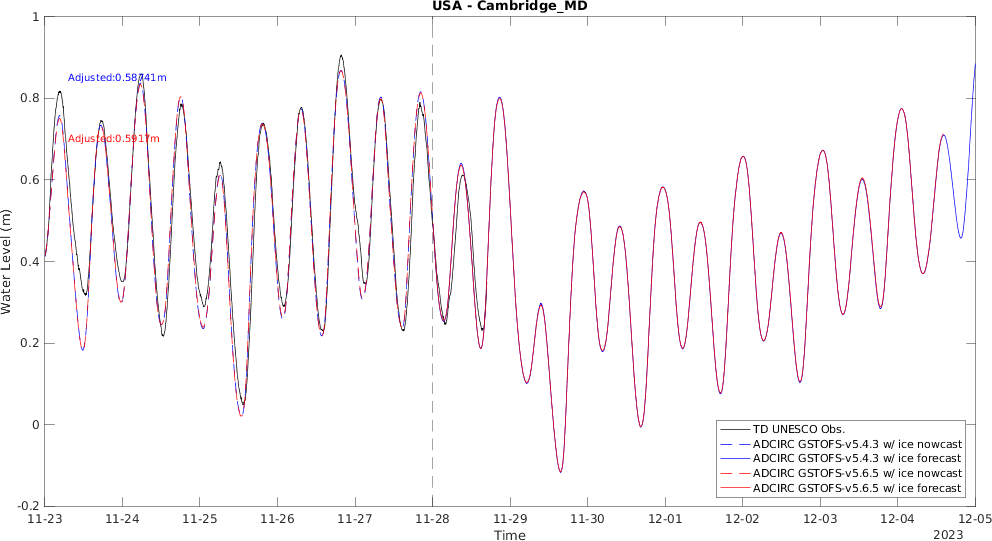 USA - Cambridge_MD
1
0.8
0.6
0.4
0.2
0
-0.2
Water Level (m)
Adjusted:0.58741m
Adjusted:0.5917m
TD UNESCO Obs.
ADCIRC GSTOFS-v5.4.3 w/ ice nowcast
ADCIRC GSTOFS-v5.4.3 w/ ice forecast
ADCIRC GSTOFS-v5.6.5 w/ ice nowcast
ADCIRC GSTOFS-v5.6.5 w/ ice forecast
11-23 11-24 11-25 11-26 11-27 11-28 11-29 11-30 12-01 12-02 12-03 12-04 12-05
Time
2023